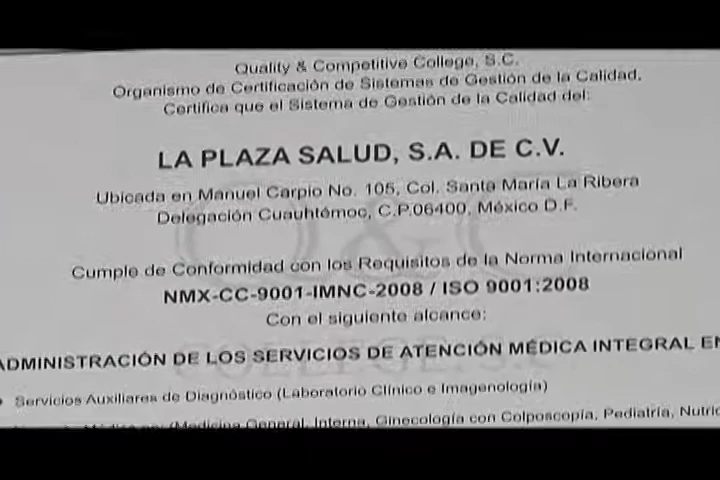 Quality & Competitive College, S.C.
Organismo de Certificación de Sistemas de Gestión de la Calidad.
Certifica que el Sistema de Gestión de la Calidad del:
LA PLAZA SALUD, S.A. DE C.V.
Ubicada en Manuel Carpio No. 105, Col. Santa María La Ribera
Delegación Cuauhtémoc, C.P.06400, México D.F.
Cumple de Conformidad con los Requisitos de la Norma Internacional
NMX-CC-9001-IMNC-2008 / ISO 9001:2008
Con el siguiente alcance:
ADMINISTRACIÓN DE LOS SERVICIOS DE ATENCIÓN MÉDICA INTEGRAL EN
Servicios Auxiliares de Diagnóstico (Laboratorio Clínico e Imagenología)
(Medicina General, Interna, Ginecología con Colposcopía, Pediatría,